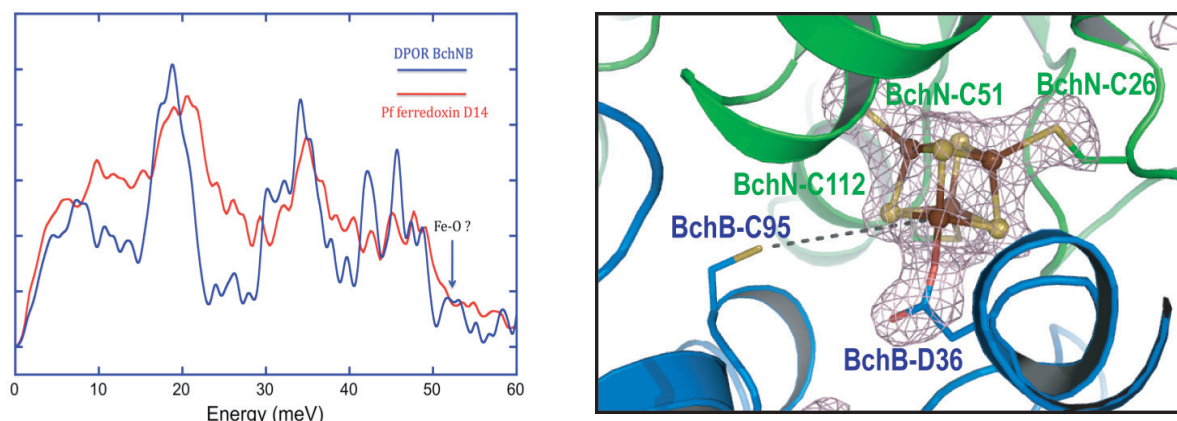 DPOR BchNB
Pf ferredoxin D14
Fe-O ?
0 10 20 30 40 50 60
Energy (meV)
BchN-C51
BchN-C26
BchN-C112
BchB-C95
BchB-D36